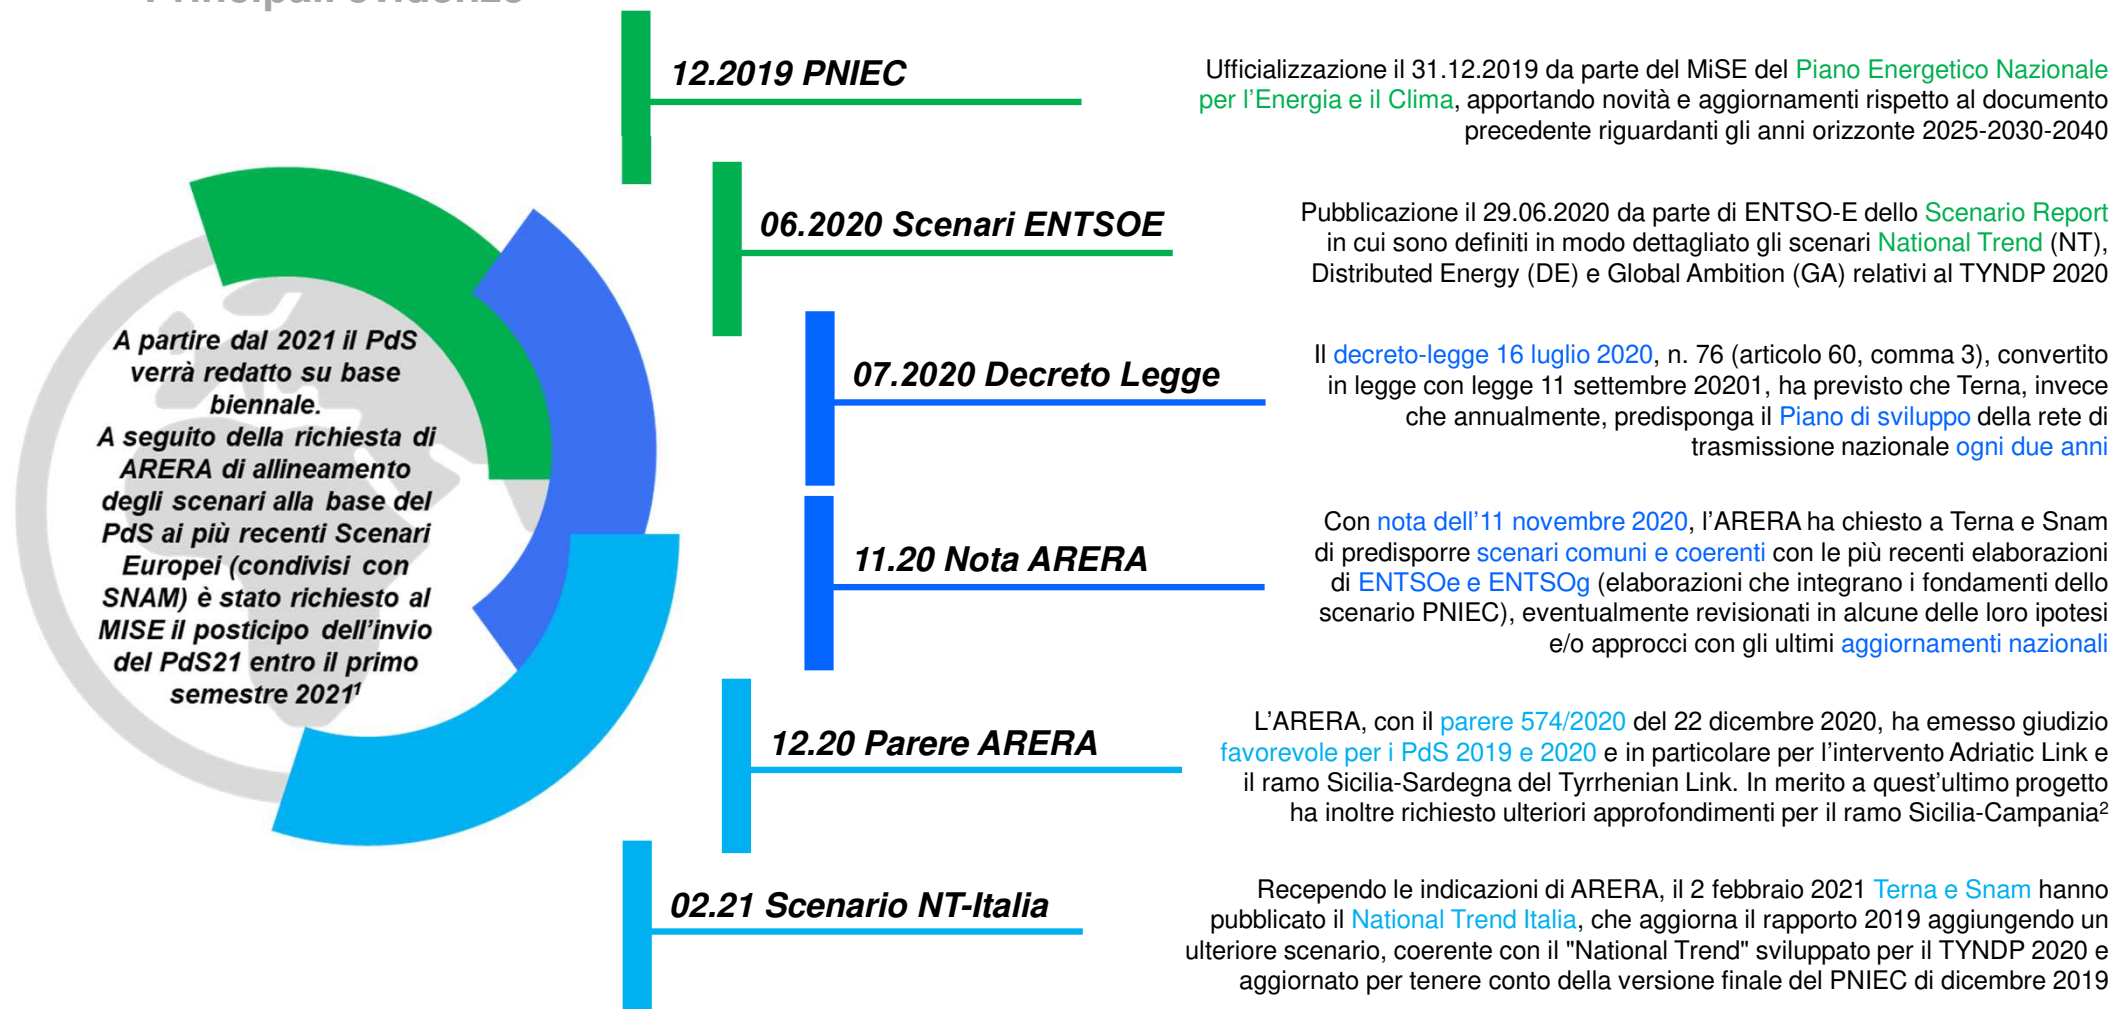 12.2019 PNIEC
Ufficializzazione il 31.12.2019 da parte del MiSE del Piano Energetico Nazionale
per l'Energia e il Clima, apportando novità e aggiornamenti rispetto al documento
precedente riguardanti gli anni orizzonte 2025-2030-2040
06.2020 Scenari ENTSOE
Pubblicazione il 29.06.2020 da parte di ENTSO-E dello Scenario Report
in cui sono definiti in modo dettagliato gli scenari National Trend (NT),
Distributed Energy (DE) e Global Ambition (GA) relativi al TYNDP 2020
A partire dal 2021 il PdS
verrà redatto su base
biennale.
A seguito della richiesta di
ARERA di allineamento
degli scenari alla base del
PdS ai più recenti Scenari
Europei (condivisi con
SNAM) è stato richiesto al
MISE il posticipo dell'invio
del PdS21 entro il primo
semestre 2021¹
07.2020 Decreto Legge
Il decreto-legge 16 luglio 2020, n. 76 (articolo 60, comma 3), convertito
in legge con legge 11 settembre 20201, ha previsto che Terna, invece
che annualmente, predisponga il Piano di sviluppo della rete di
trasmissione nazionale ogni due anni
11.20 Nota ARERA
Con nota dell'11 novembre 2020, l'ARERA ha chiesto a Terna e Snam
di predisporre scenari comuni e coerenti con le più recenti elaborazioni
di ENTSOe e ENTSOg (elaborazioni che integrano i fondamenti dello
scenario PNIEC), eventualmente revisionati in alcune delle loro ipotesi
e/o approcci con gli ultimi aggiornamenti nazionali
12.20 Parere ARERA
L'ARERA, con il parere 574/2020 del 22 dicembre 2020, ha emesso giudizio
favorevole per i PdS 2019 e 2020 e in particolare per l'intervento Adriatic Link e
il ramo Sicilia-Sardegna del Tyrrhenian Link. In merito a quest'ultimo progetto
ha inoltre richiesto ulteriori approfondimenti per il ramo Sicilia-Campania²
02.21 Scenario NT-Italia
Recependo le indicazioni di ARERA, il 2 febbraio 2021 Terna e Snam hanno
pubblicato il National Trend Italia, che aggiorna il rapporto 2019 aggiungendo un
ulteriore scenario, coerente con il "National Trend" sviluppato per il TYNDP 2020 e
aggiornato per tenere conto della versione finale del PNIEC di dicembre 2019